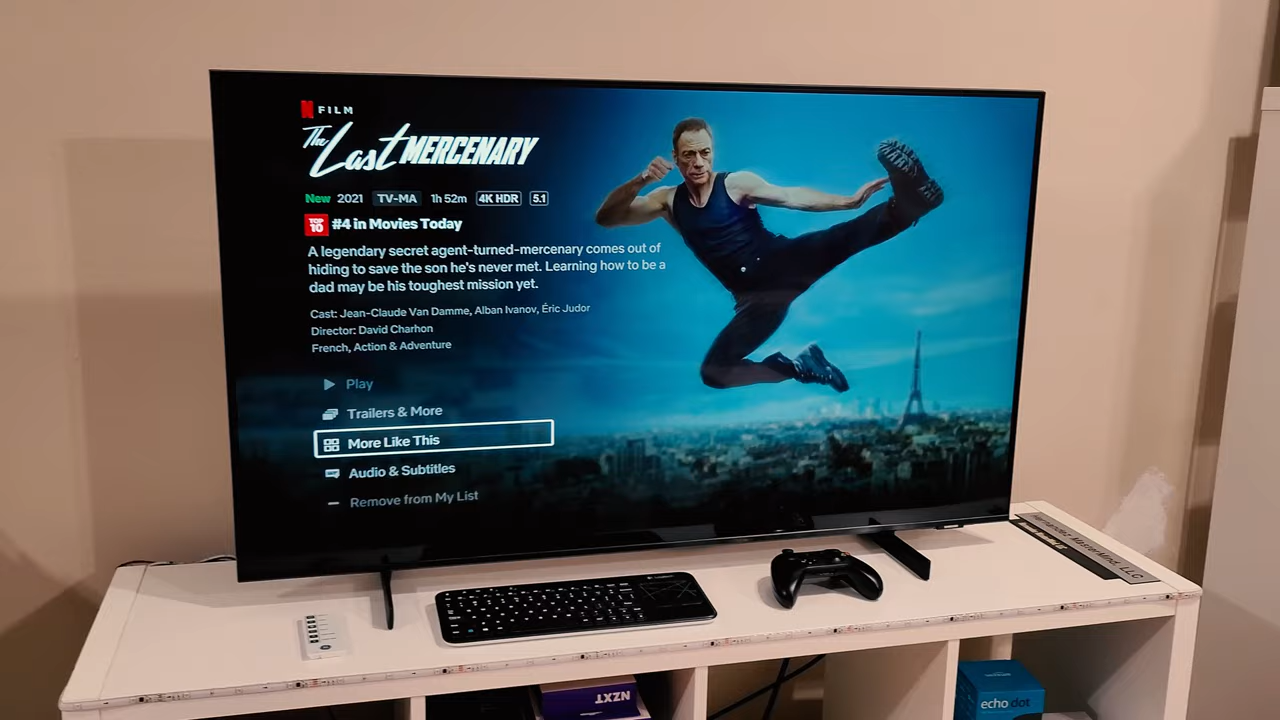 FILM
The Last MERCENARY
New 2021 TV-MA 1h 52m 4K HDR 5.1
TOP 10 #4 in Movies Today
A legendary secret agent-turned-mercenary comes out of
hiding to save the son he's never met. Learning how to be a
dad may be his toughest mission yet.
Cast: Jean-Claude Van Damme, Alban Ivanov, Éric Judor
Director: David Charhon
French, Action & Adventure
Play
Trailers & More
More Like This
Audio & Subtitles
Remove from My List
LLC
NZXT
echo dot